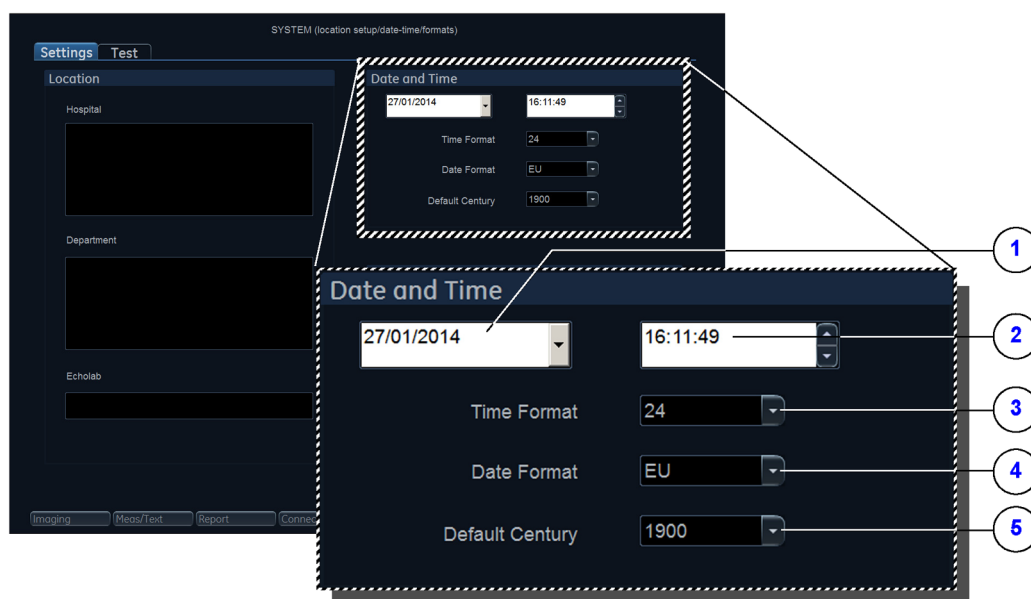 SYSTEM (location setup/date-time/formats)
Settings Test
Location
Hospital
Department
Echolab
Date and Time
27/01/2014 16:11:49
Time Format 24
Date Format EU
Default Century 1900
Imaging Meas/Text Report Connec
Date and Time
27/01/2014 16:11:49
Time Format 24
Date Format EU
Default Century 1900
1
2
3
4
5